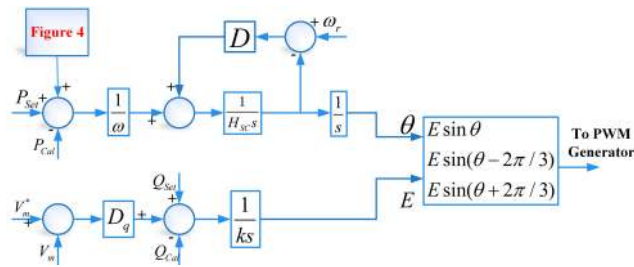 Figure 4
D
+ ω_r
-
P_Set +
+
-
P_Cal
1/ω
+
+
1/(H_SC s)
1/s
θ
E sin θ
E sin(θ − 2π / 3)
E sin(θ + 2π / 3)
To PWM
Generator
E
Q_Set
+
V_m^*
+
-
V_m
D_q
+
-
Q_Cal
1/(ks)